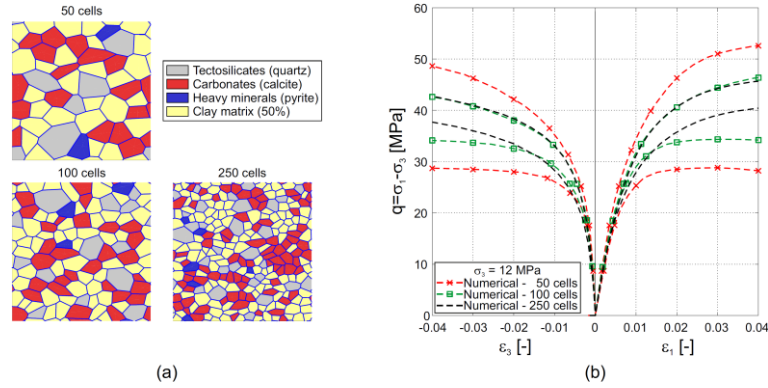 (a)
50 cells
Tectosilicates (quartz)
Carbonates (calcite)
Heavy minerals (pyrite)
Clay matrix (50%)
100 cells
250 cells
(b)
q=σ₁-σ₃ [MPa]
60
50
40
30
20
10
0
σ₃ = 12 MPa
Numerical - 50 cells
Numerical - 100 cells
Numerical - 250 cells
-0.04 -0.03 -0.02 -0.01 0 0.01 0.02 0.03 0.04
ε₃ [-] ε₁ [-]
(a) (b)